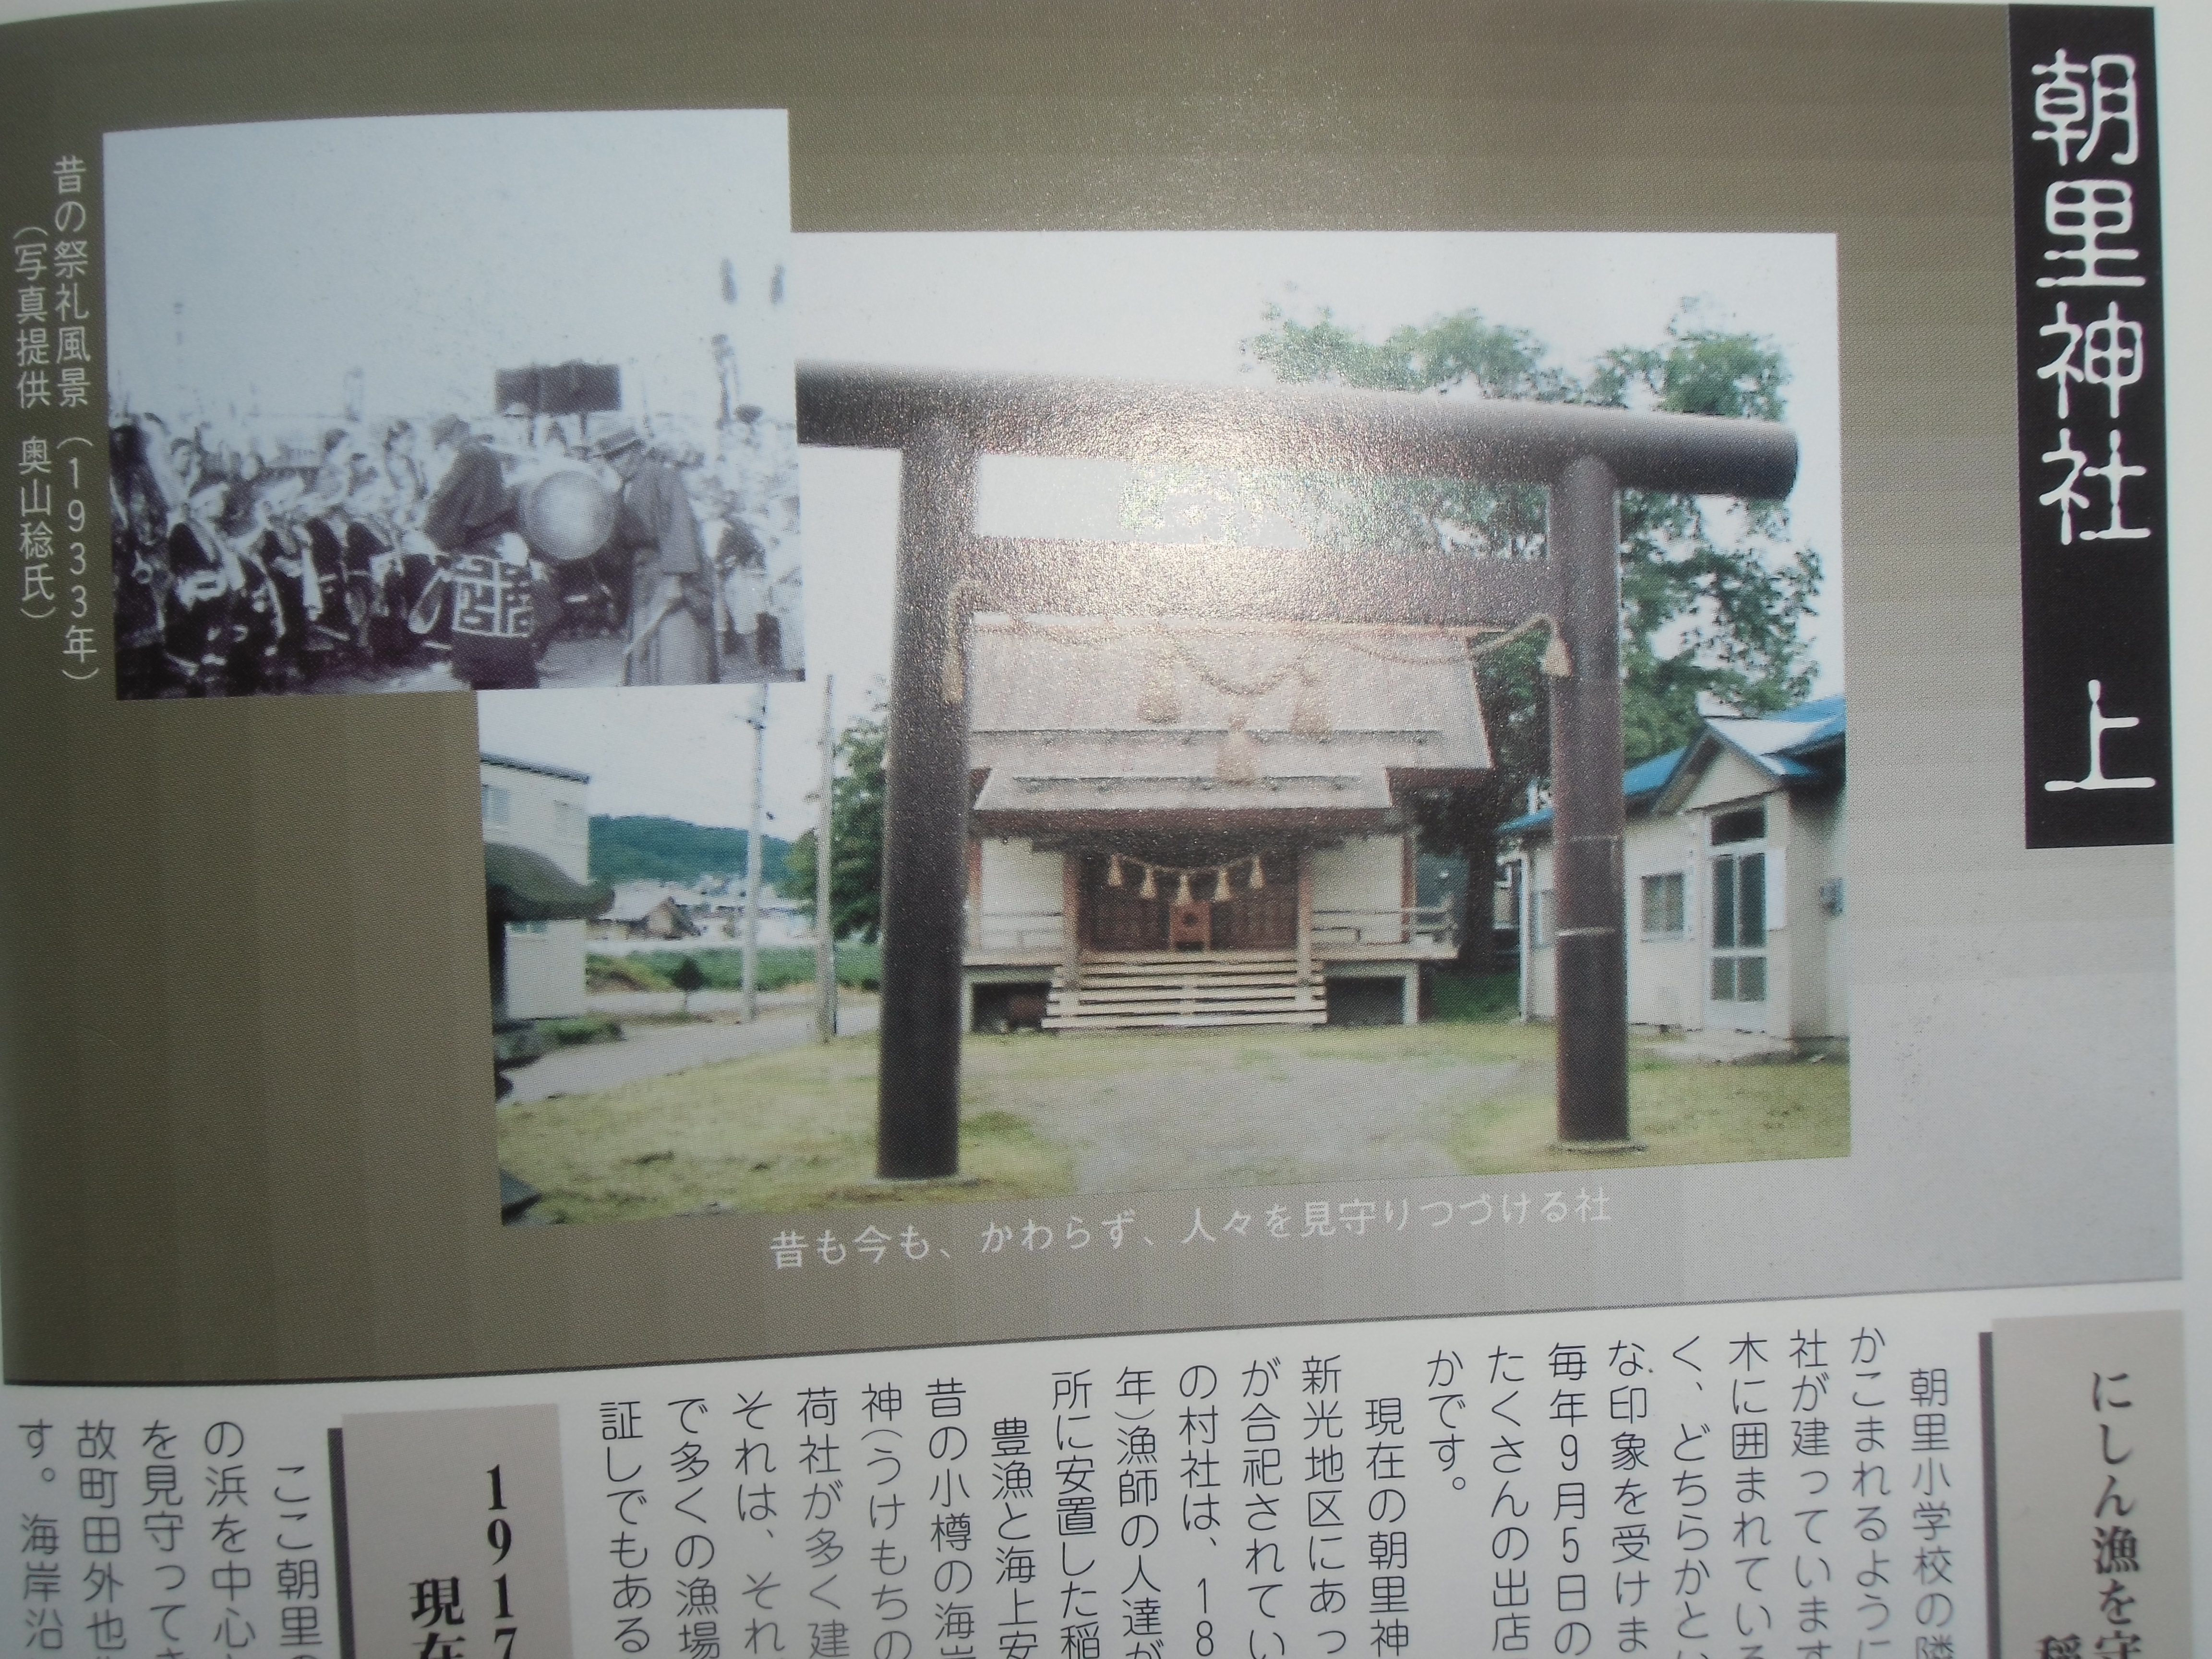 朝里神社 上
昔の祭礼風景（1933年）
（写真提供 奥山稔氏）
昔も今も、かわらず、人々を見守りつづける社
にしん漁を守
稲
朝里小学校の隣
かこまれるように
社が建っています
木に囲まれている
く、どちらかとい
な印象を受けま
毎年9月5日の
たくさんの出店
かです。
現在の朝里神
新光地区にあっ
が合祀されてい
の村社は、18
年）漁師の人達が
所に安置した稲
豊漁と海上安
昔の小樽の海岸
神（うけもちの
荷社が多く建
それは、それ
で多くの漁場
証しでもある
1917
現在
ここ朝里の
の浜を中心
を見守ってき
故町田外也
す。海岸沿